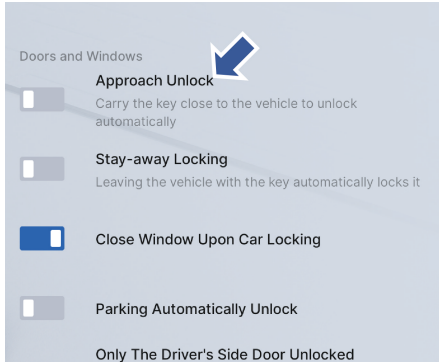 Doors and Windows
Approach Unlock
Carry the key close to the vehicle to unlock
automatically
Stay-away Locking
Leaving the vehicle with the key automatically locks it
Close Window Upon Car Locking
Parking Automatically Unlock
Only The Driver's Side Door Unlocked